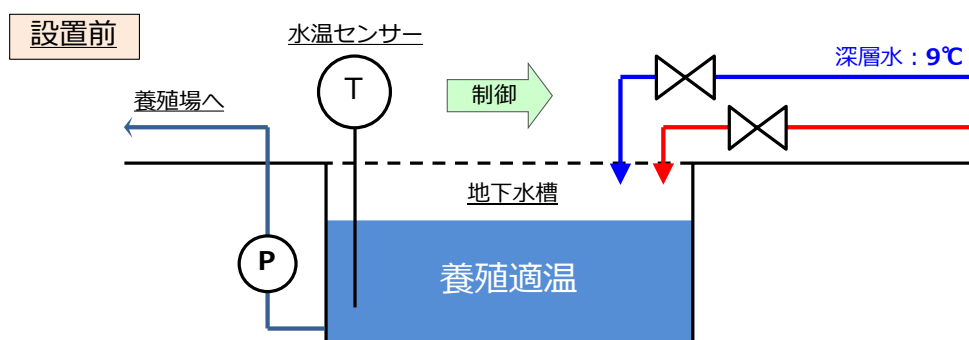 設置前
水温センサー
深層水：9℃
T
制御
養殖場へ
地下水槽
P
養殖適温